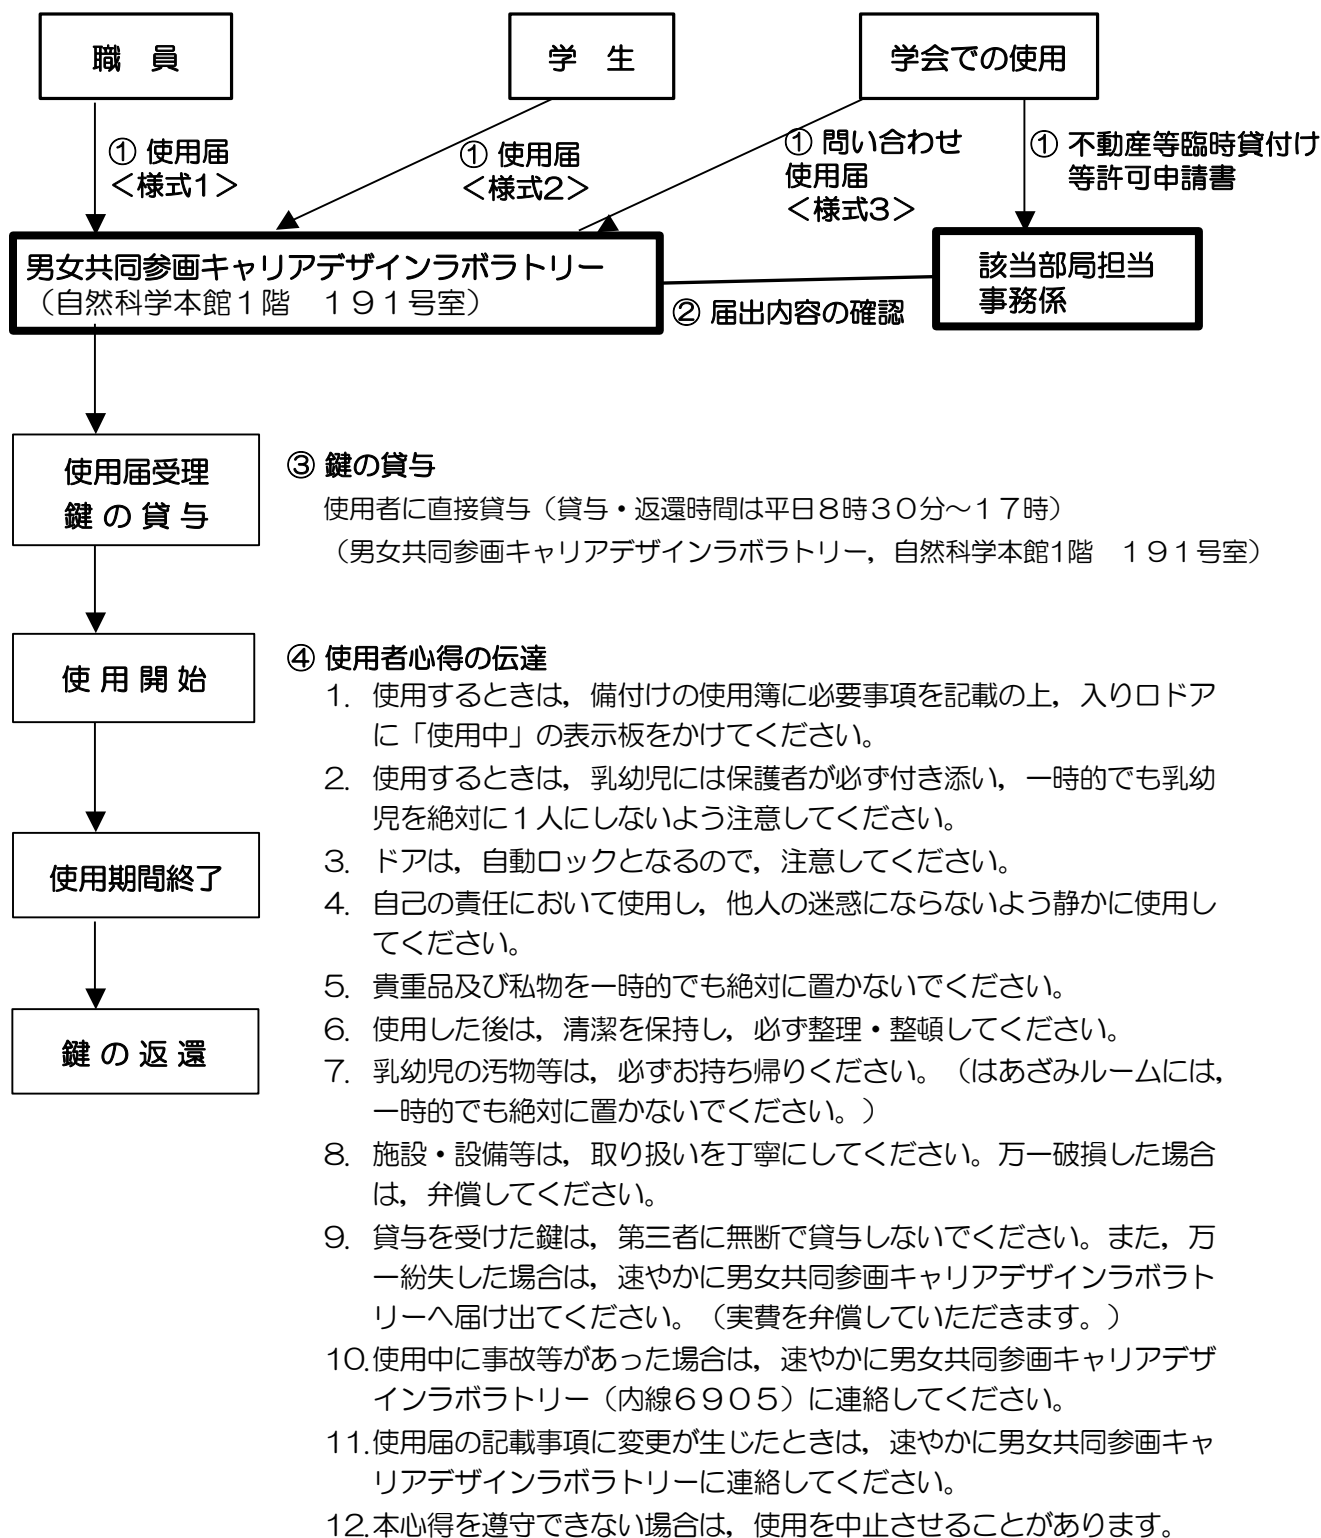 職　員
学　生
学会での使用
① 使用届
＜様式1＞
① 使用届
＜様式2＞
① 問い合わせ
使用届
＜様式3＞
① 不動産等臨時貸付け
等許可申請書
男女共同参画キャリアデザインラボラトリー
（自然科学本館１階　１９１号室）
② 届出内容の確認
該当部局担当
事務係
使用届受理
鍵 の 貸 与
③ 鍵の貸与
使用者に直接貸与（貸与・返還時間は平日８時３０分～１７時）
（男女共同参画キャリアデザインラボラトリー，自然科学本館1階　１９１号室）
使 用 開 始
④ 使用者心得の伝達
1．使用するときは，備付けの使用簿に必要事項を記載の上，入り口ドア
に「使用中」の表示板をかけてください。
2．使用するときは，乳幼児には保護者が必ず付き添い，一時的でも乳幼
児を絶対に１人にしないよう注意してください。
使用期間終了
3．ドアは，自動ロックとなるので，注意してください。
4．自己の責任において使用し，他人の迷惑にならないよう静かに使用し
てください。
5．貴重品及び私物を一時的でも絶対に置かないでください。
鍵 の 返 還
6．使用した後は，清潔を保持し，必ず整理・整頓してください。
7．乳幼児の汚物等は，必ずお持ち帰りください。（はあざみルームには，
一時的でも絶対に置かないでください。）
8．施設・設備等は，取り扱いを丁寧にしてください。万一破損した場合
は，弁償してください。
9．貸与を受けた鍵は，第三者に無断で貸与しないでください。また，万
一紛失した場合は，速やかに男女共同参画キャリアデザインラボラト
リーへ届け出てください。（実費を弁償していただきます。）
10.使用中に事故等があった場合は，速やかに男女共同参画キャリアデザ
インラボラトリー（内線６９０５）に連絡してください。
11.使用届の記載事項に変更が生じたときは，速やかに男女共同参画キャ
リアデザインラボラトリーに連絡してください。
12.本心得を遵守できない場合は，使用を中止させることがあります。